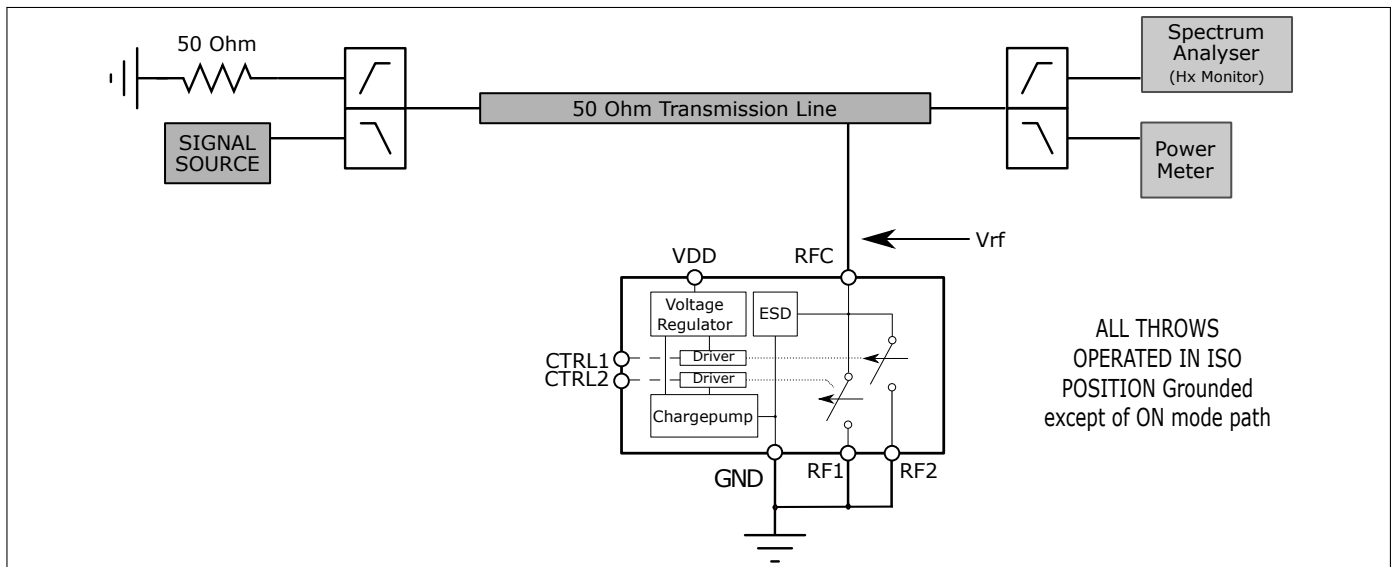 50 Ohm
SIGNAL
SOURCE
50 Ohm Transmission Line
Spectrum
Analyser
(Hx Monitor)
Power
Meter
Vrf
VDD
RFC
Voltage
Regulator
ESD
CTRL1
Driver
CTRL2
Driver
Chargepump
GND
RF1
RF2
ALL THROWS
OPERATED IN ISO
POSITION Grounded
except of ON mode path